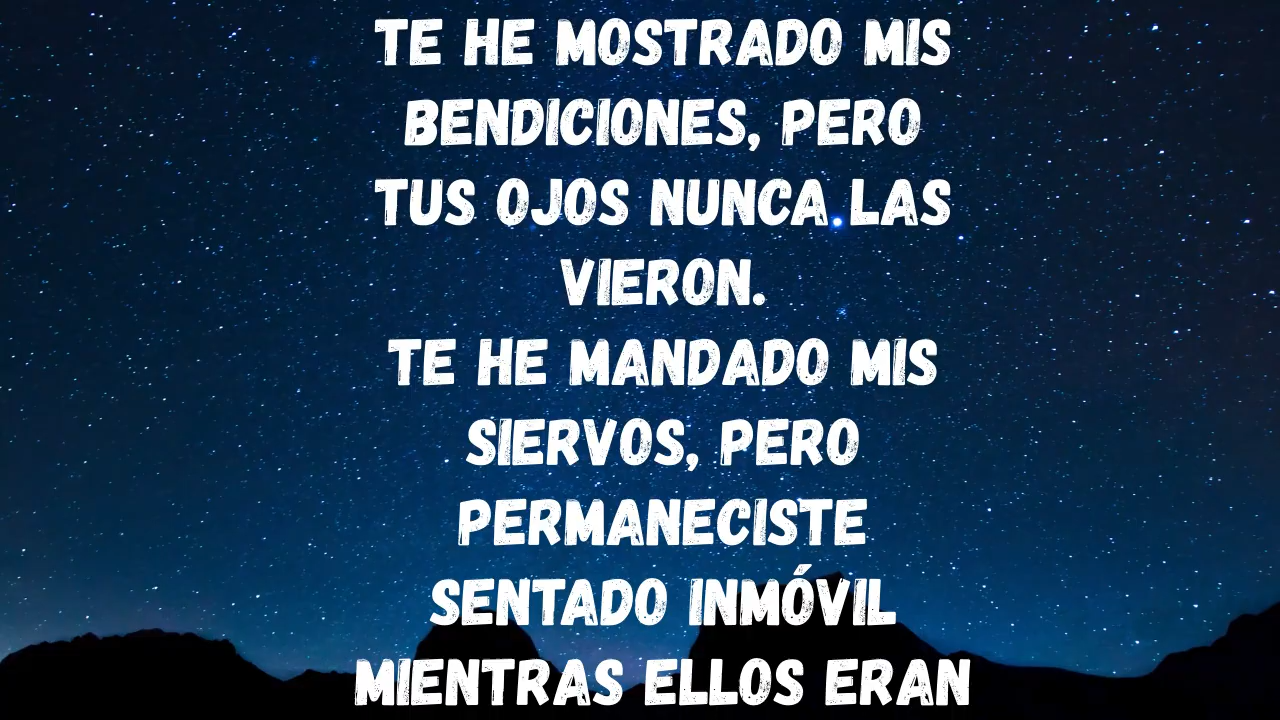 TE HE MOSTRADO MIS
BENDICIONES, PERO
TUS OJOS NUNCA LAS
VIERON.
TE HE MANDADO MIS
SIERVOS, PERO
PERMANECISTE
SENTADO INMÓVIL
MIENTRAS ELLOS ERAN